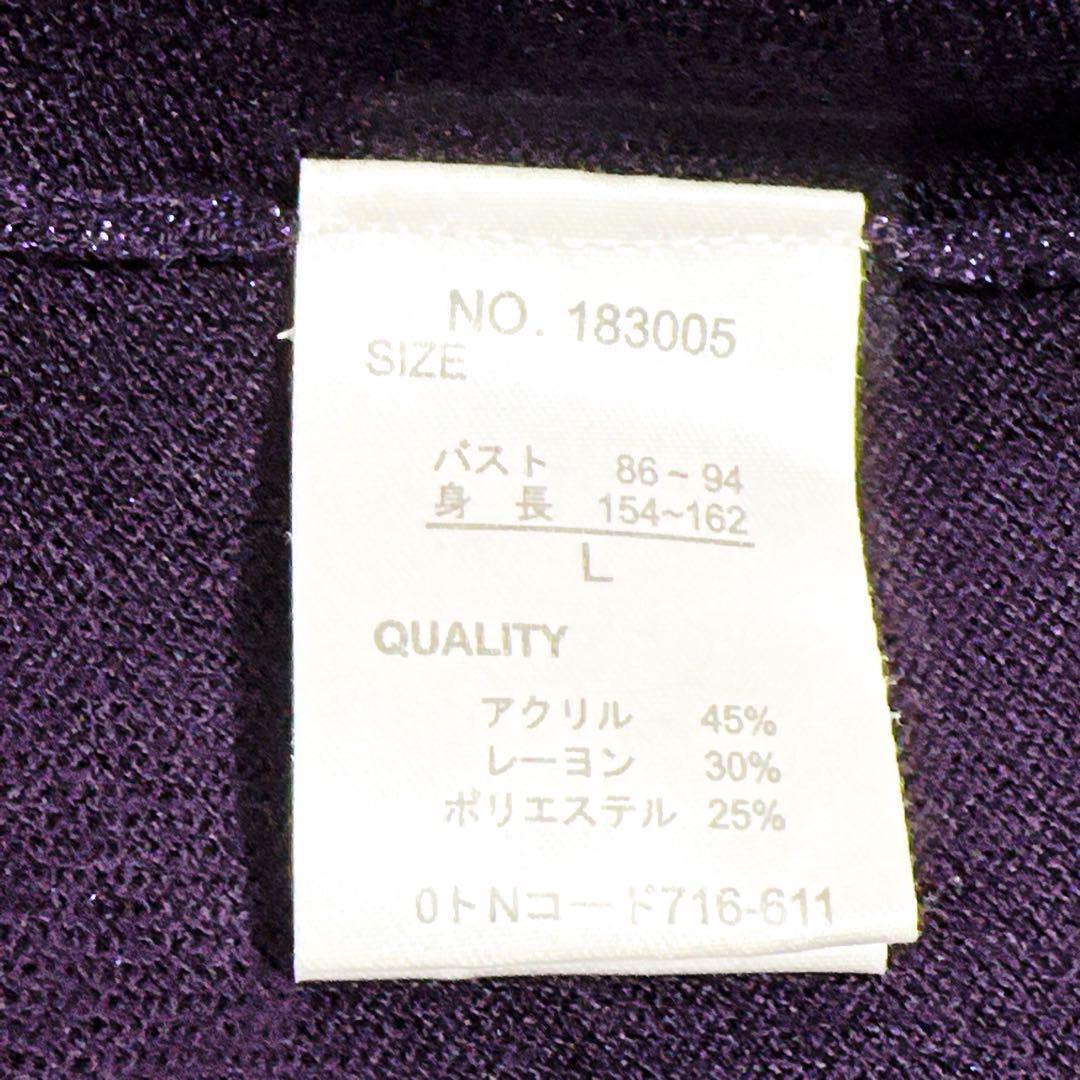 NO. 183005
SIZE
バスト 86~94
身 長 154~162
L
QUALITY
アクリル 45%
レーヨン 30%
ポリエステル 25%
0トNコード716-611